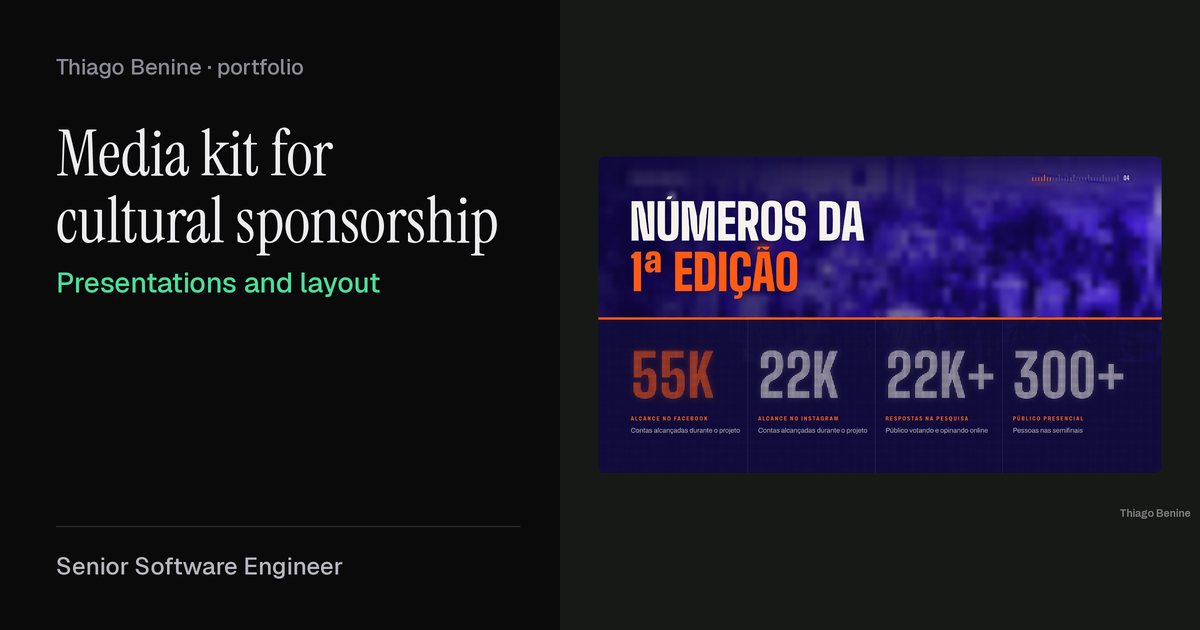 Thiago Benine · portfolio
Media kit for
cultural sponsorship
Presentations and layout
Senior Software Engineer
04
NÚMEROS DA
1ª EDIÇÃO
55K
ALCANCE NO FACEBOOK
Contas alcançadas durante o projeto
22K
ALCANCE NO INSTAGRAM
Contas alcançadas durante o projeto
22K+
RESPOSTAS NA PESQUISA
Público votando e opinando online
300+
PÚBLICO PRESENCIAL
Pessoas nas semifinais
Thiago Benine